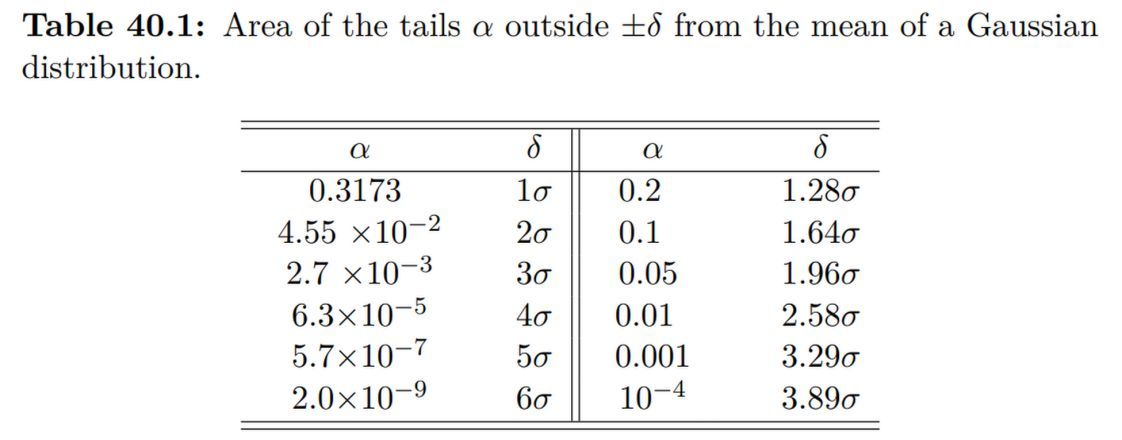 Table 40.1: Area of the tails α outside ±δ from the mean of a Gaussian
distribution.
α δ α δ
0.3173 1σ 0.2 1.28σ
4.55 ×10⁻² 2σ 0.1 1.64σ
2.7 ×10⁻³ 3σ 0.05 1.96σ
6.3×10⁻⁵ 4σ 0.01 2.58σ
5.7×10⁻⁷ 5σ 0.001 3.29σ
2.0×10⁻⁹ 6σ 10⁻⁴ 3.89σ